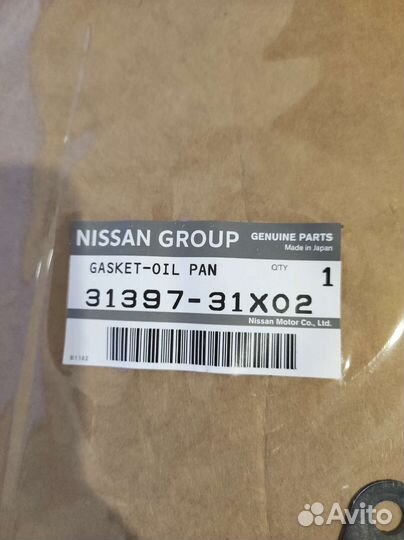 NISSAN GROUP
GENUINE PARTS
Made in Japan
GASKET-OIL PAN
Q'TY
1
31397-31X02
Nissan Motor Co., Ltd.
B1162
Avito